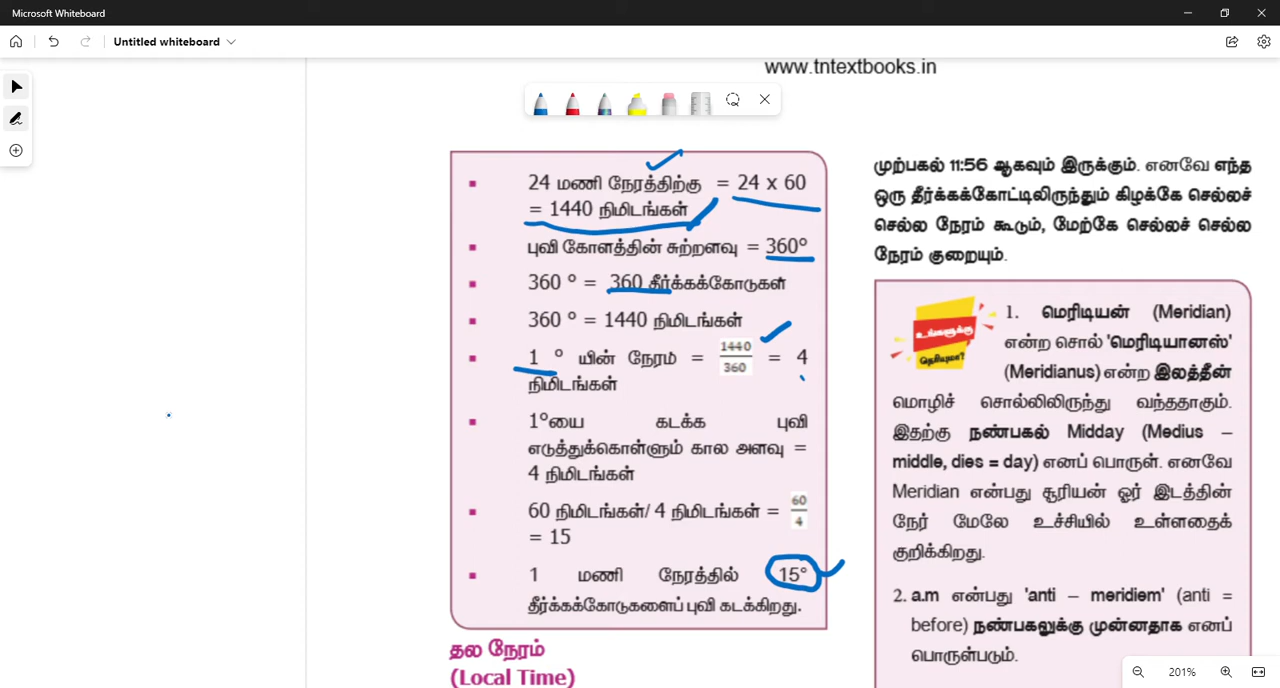 Microsoft Whiteboard
Untitled whiteboard
www.tntextbooks.in
24 மணி நேரத்திற்கு = 24 x 60
= 1440 நிமிடங்கள்
புவி கோளத்தின் சுற்றளவு = 360°
360 ° = 360 தீர்க்கக்கோடுகள்
360 ° = 1440 நிமிடங்கள்
1 ° யின் நேரம் = 1440/360 = 4
நிமிடங்கள்
1°யை கடக்க புவி
எடுத்துக்கொள்ளும் கால அளவு =
4 நிமிடங்கள்
60 நிமிடங்கள்/ 4 நிமிடங்கள் = 60/4
= 15
1 மணி நேரத்தில் 15°
தீர்க்கக்கோடுகளைப் புவி கடக்கிறது.
தல நேரம்
(Local Time)
முற்பகல் 11:56 ஆகவும் இருக்கும். எனவே எந்த
ஒரு தீர்க்கக்கோட்டிலிருந்தும் கிழக்கே செல்லச்
செல்ல நேரம் கூடும், மேற்கே செல்லச் செல்ல
நேரம் குறையும்.
உங்களுக்கு
தெரியுமா?
1. மெரிடியன் (Meridian)
என்ற சொல் 'மெரிடியானஸ்'
(Meridianus) என்ற இலத்தீன்
மொழிச் சொல்லிலிருந்து வந்ததாகும்.
இதற்கு நண்பகல் Midday (Medius –
middle, dies = day) எனப் பொருள். எனவே
Meridian என்பது சூரியன் ஓர் இடத்தின்
நேர் மேலே உச்சியில் உள்ளதைக்
குறிக்கிறது.
2. a.m என்பது 'anti – meridiem' (anti =
before) நண்பகலுக்கு முன்னதாக எனப்
பொருள்படும்.
201%